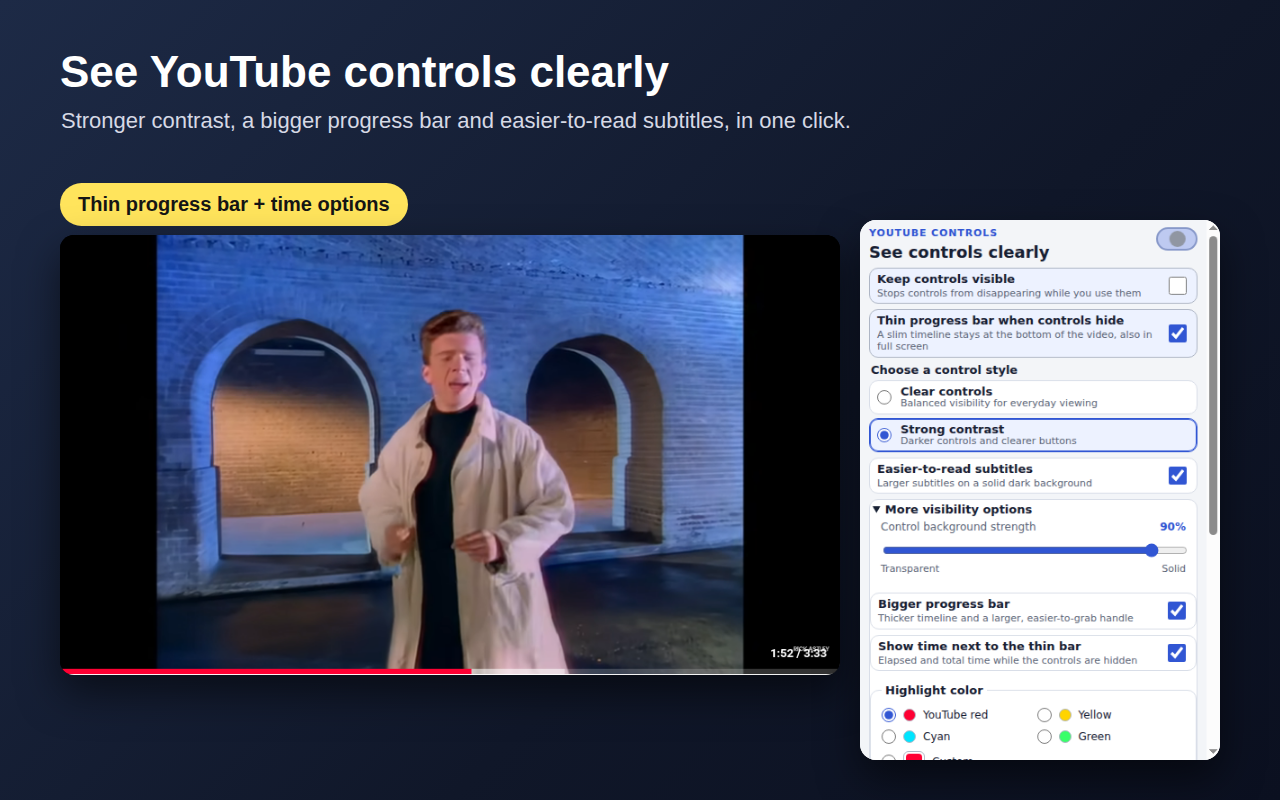 See YouTube controls clearly
Stronger contrast, a bigger progress bar and easier-to-read subtitles, in one click.
Thin progress bar + time options
1:52 / 3:33
YOUTUBE CONTROLS
See controls clearly
Keep controls visible
Stops controls from disappearing while you use them
Thin progress bar when controls hide
A slim timeline stays at the bottom of the video, also in
full screen
Choose a control style
Clear controls
Balanced visibility for everyday viewing
Strong contrast
Darker controls and clearer buttons
Easier-to-read subtitles
Larger subtitles on a solid dark background
More visibility options
Control background strength 90%
Transparent Solid
Bigger progress bar
Thicker timeline and a larger, easier-to-grab handle
Show time next to the thin bar
Elapsed and total time while the controls are hidden
Highlight color
YouTube red Yellow
Cyan Green